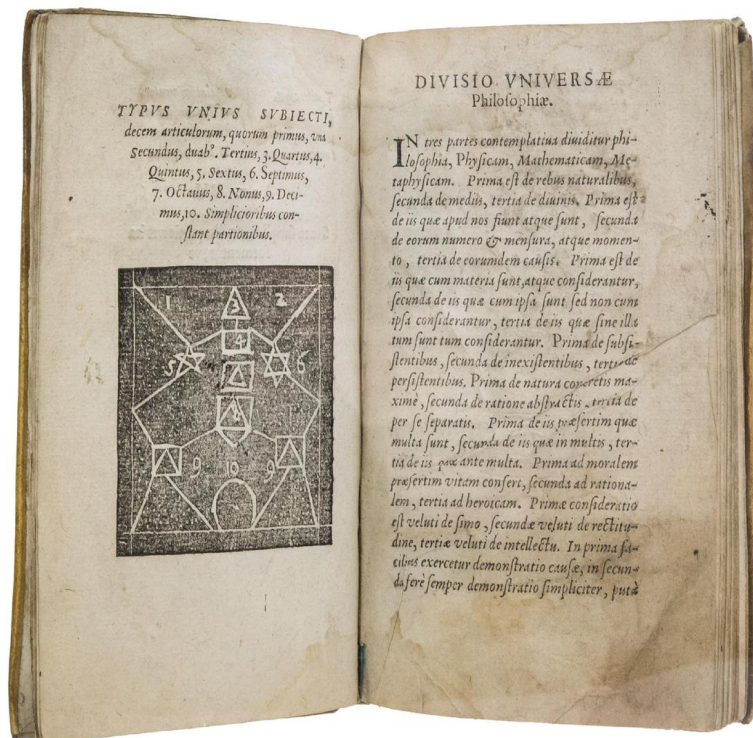 TYPVS VNIVS SVBIECTI,
decem articulorum, quorum primus, vna
Secundus, duabꝰ. Tertius, 3. Quartus, 4.
Quintus, 5, Sextus, 6. Septimus,
7. Octauus, 8. Nonus, 9. Deci-
mus, 10. Simplicioribus con-
ſtant partionibus.
1 3 2
4
5 6
9 10 9
DIVISIO VNIVERSÆ
Philoſophiæ.
IN tres partes contemplatiua diuiditur phi-
loſophia, Phyſicam, Mathematicam, Me-
taphyſicam. Prima eſt de rebus naturalibus,
ſecunda de mediis, tertia de diuinis. Prima eſt
de iis quæ apud nos fiunt atque ſunt, ſecunda
de eorum numero & menſura, atque momen-
to, tertia de eorumdem cauſis. Prima eſt de
iis quæ cum materia ſunt, atque conſiderantur,
ſecunda de iis quæ cum ipſa ſunt ſed non cum
ipſa conſiderantur, tertia de iis quæ ſine illa
tum ſunt tum conſiderantur. Prima de ſubſi-
ſtentibus, ſecunda de inexiſtentibus, tertia de
perſiſtentibus. Prima de natura concretis ma-
ximè, ſecunda de ratione abſtractis, tertia de
per ſe ſeparatis. Prima de iis præſertim quæ
multa ſunt, ſecunda de iis quæ in multis, ter-
tia de iis quæ ante multa. Prima ad moralem
præſertim vitam confert, ſecunda ad rationa-
lem, tertia ad heroicam. Primæ conſideratio
eſt veluti de ſimo, ſecundæ veluti de rectitu-
dine, tertiæ veluti de intellectu. In prima fa-
cibus exercetur demonſtratio cauſæ, in ſecun-
da ferè ſemper demonſtratio ſimpliciter, puta